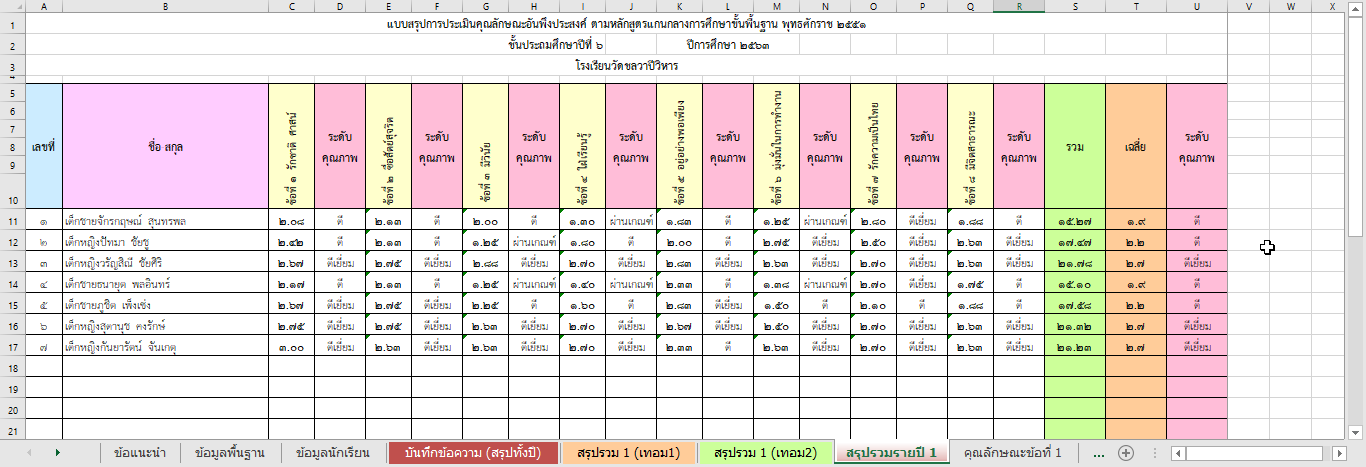 A B C D E F G H I J K L M N O P Q R S T U V W X
1 แบบสรุปการประเมินคุณลักษณะอันพึงประสงค์ ตามหลักสูตรแกนกลางการศึกษาขั้นพื้นฐาน พุทธศักราช ๒๕๕๑
2 ชั้นประถมศึกษาปีที่ ๖ ปีการศึกษา ๒๕๖๓
3 โรงเรียนวัดชลวาปีวิหาร
4
5
6
7
8
9
10
เลขที่ ชื่อ สกุล ข้อที่ ๑ รักชาติ ศาสน์ ระดับคุณภาพ ข้อที่ ๒ ซื่อสัตย์สุจริต ระดับคุณภาพ ข้อที่ ๓ มีวินัย ระดับคุณภาพ ข้อที่ ๔ ใฝ่เรียนรู้ ระดับคุณภาพ ข้อที่ ๕ อยู่อย่างพอเพียง ระดับคุณภาพ ข้อที่ ๖ มุ่งมั่นในการทำงาน ระดับคุณภาพ ข้อที่ ๗ รักความเป็นไทย ระดับคุณภาพ ข้อที่ ๘ มีจิตสาธารณะ ระดับคุณภาพ รวม เฉลี่ย ระดับคุณภาพ
11 ๑ เด็กชายจักรกฤษณ์ สุนทรพล ๒.๐๘ ดี ๒.๑๓ ดี ๒.๐๐ ดี ๑.๓๐ ผ่านเกณฑ์ ๑.๘๓ ดี ๑.๒๕ ผ่านเกณฑ์ ๒.๘๐ ดีเยี่ยม ๑.๘๘ ดี ๑๕.๒๗ ๑.๙ ดี
12 ๒ เด็กหญิงปัทมา ชัยชู ๒.๔๒ ดี ๒.๑๓ ดี ๑.๒๕ ผ่านเกณฑ์ ๑.๘๐ ดี ๒.๐๐ ดี ๒.๗๕ ดีเยี่ยม ๒.๕๐ ดีเยี่ยม ๒.๖๓ ดีเยี่ยม ๑๗.๔๗ ๒.๒ ดี
13 ๓ เด็กหญิงวรัญสิณี ชัยศิริ ๒.๖๗ ดีเยี่ยม ๒.๗๕ ดีเยี่ยม ๒.๘๘ ดีเยี่ยม ๒.๗๐ ดีเยี่ยม ๒.๘๓ ดีเยี่ยม ๒.๖๓ ดีเยี่ยม ๒.๗๐ ดีเยี่ยม ๒.๖๓ ดีเยี่ยม ๒๑.๗๘ ๒.๗ ดีเยี่ยม
14 ๔ เด็กชายธนายุต พลอินทร์ ๒.๑๗ ดี ๒.๑๓ ดี ๑.๒๕ ผ่านเกณฑ์ ๑.๔๐ ผ่านเกณฑ์ ๒.๓๓ ดี ๑.๓๘ ผ่านเกณฑ์ ๒.๗๐ ดีเยี่ยม ๑.๗๕ ดี ๑๕.๑๐ ๑.๙ ดี
15 ๕ เด็กชายภูชิต เพ็งเซ่ง ๒.๖๗ ดีเยี่ยม ๒.๗๕ ดีเยี่ยม ๒.๒๕ ดี ๑.๖๐ ดี ๒.๘๓ ดีเยี่ยม ๑.๕๐ ดี ๒.๑๐ ดี ๑.๘๘ ดี ๑๗.๕๘ ๒.๒ ดี
16 ๖ เด็กหญิงสุตานุช คงรักษ์ ๒.๗๕ ดีเยี่ยม ๒.๗๕ ดีเยี่ยม ๒.๖๓ ดีเยี่ยม ๒.๗๐ ดีเยี่ยม ๒.๖๗ ดีเยี่ยม ๒.๕๐ ดีเยี่ยม ๒.๗๐ ดีเยี่ยม ๒.๖๓ ดีเยี่ยม ๒๑.๓๒ ๒.๗ ดีเยี่ยม
17 ๗ เด็กหญิงกันยารัตน์ จันเกตุ ๓.๐๐ ดีเยี่ยม ๒.๖๓ ดีเยี่ยม ๒.๖๓ ดีเยี่ยม ๒.๗๐ ดีเยี่ยม ๒.๓๓ ดี ๒.๖๓ ดีเยี่ยม ๒.๗๐ ดีเยี่ยม ๒.๖๓ ดีเยี่ยม ๒๑.๒๓ ๒.๗ ดีเยี่ยม
18
19
20
21
ข้อแนะนำ ข้อมูลพื้นฐาน ข้อมูลนักเรียน บันทึกข้อความ (สรุปทั้งปี) สรุปรวม 1 (เทอม1) สรุปรวม 1 (เทอม2) สรุปรวมรายปี 1 คุณลักษณะข้อที่ 1 ...